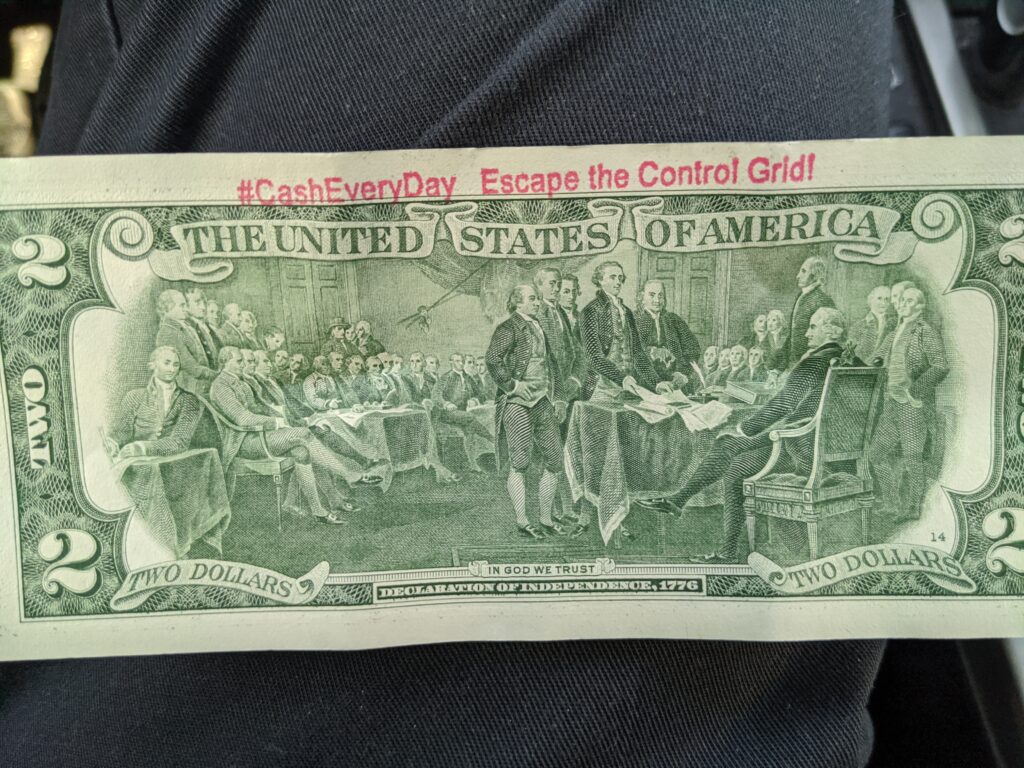 #CashEveryDay Escape the Control Grid!
THE UNITED STATES OF AMERICA
2
2
TWO
2
14
2
TWO DOLLARS
IN GOD WE TRUST
TWO DOLLARS
DECLARATION OF INDEPENDENCE, 1776